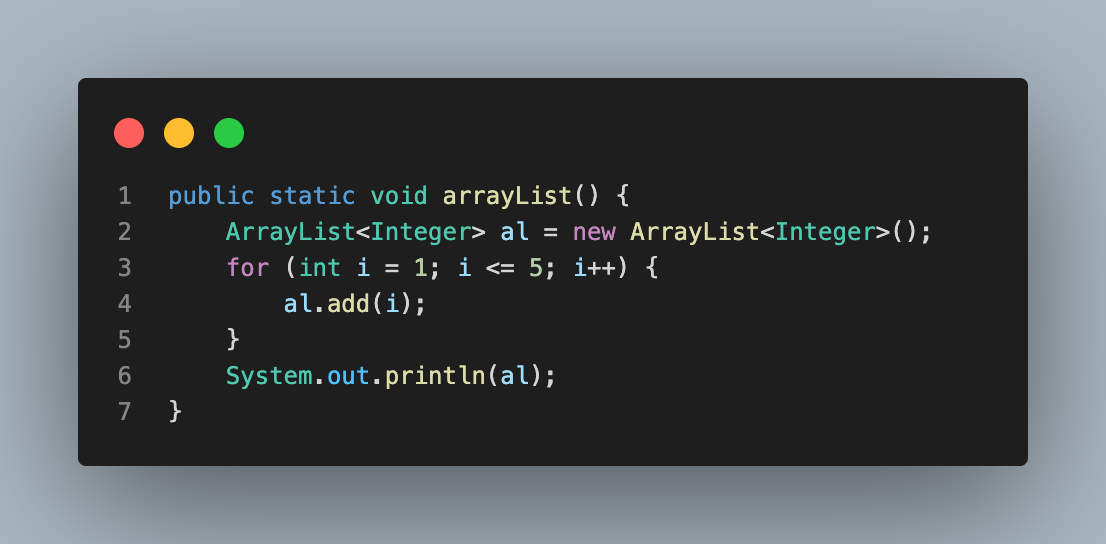 1 public static void arrayList() {
2     ArrayList<Integer> al = new ArrayList<Integer>();
3     for (int i = 1; i <= 5; i++) {
4         al.add(i);
5     }
6     System.out.println(al);
7 }